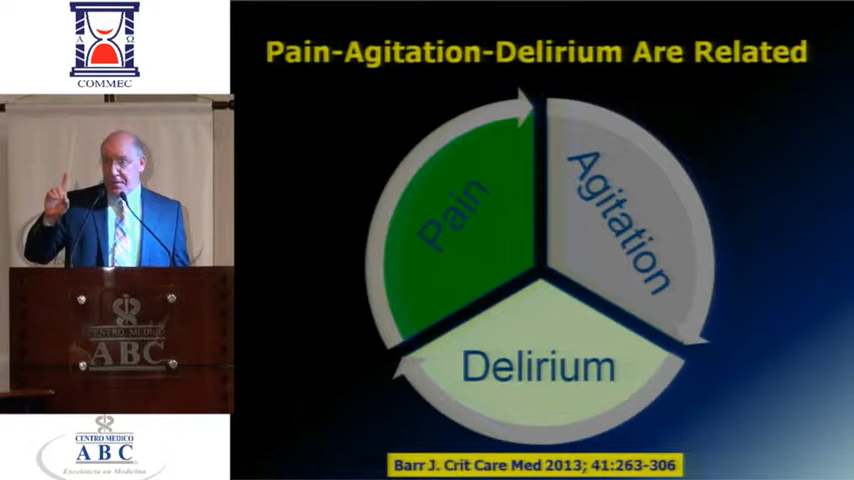 Α Ω
COMMEC
CENTRO MEDICO
ABC
CENTRO MEDICO
ABC
Excelencia en Medicina
Pain-Agitation-Delirium Are Related
Pain
Agitation
Delirium
Barr J. Crit Care Med 2013; 41:263-306